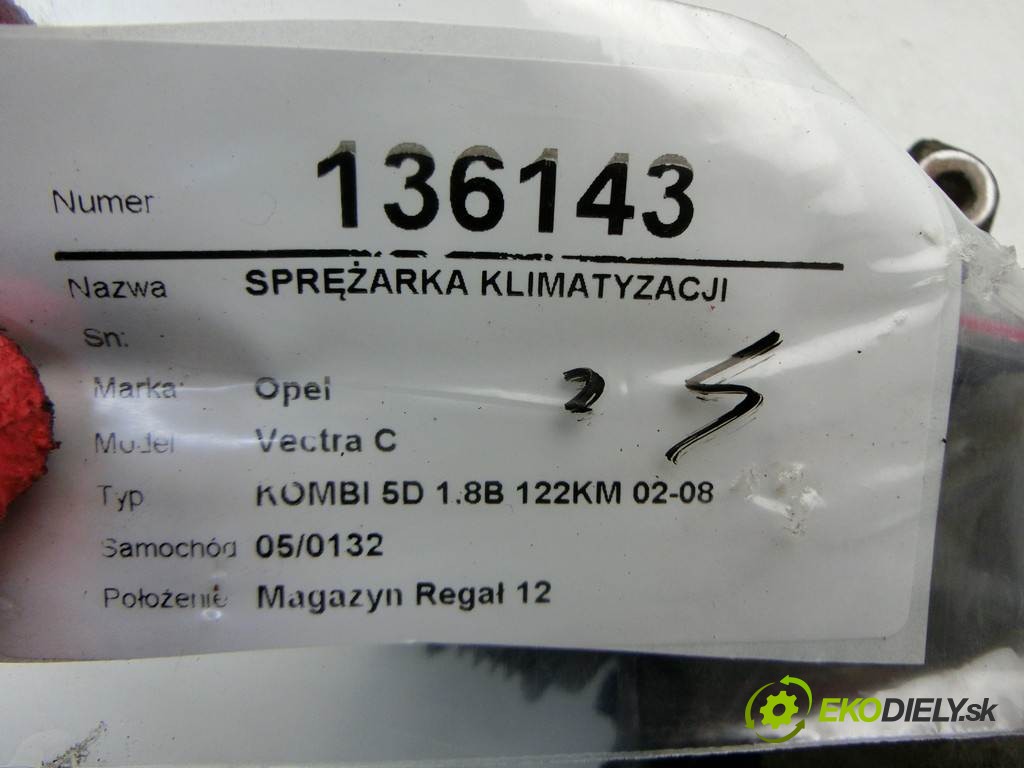 Numer 136143
Nazwa SPRĘŻARKA KLIMATYZACJI
Sn:
Marka: Opel
Model Vectra C
Typ KOMBI 5D 1.8B 122KM 02-08
Samochód 05/0132
Położenie Magazyn Regał 12
EKODIELY.sk